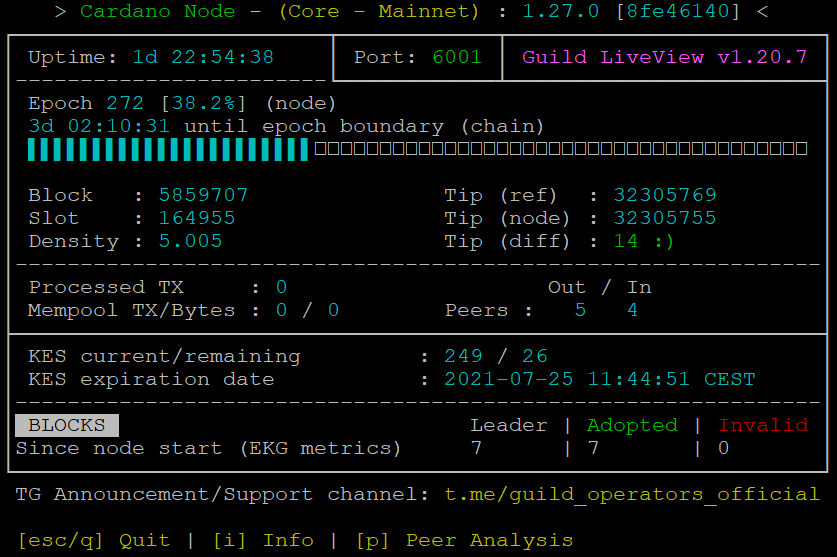 > Cardano Node - (Core - Mainnet) : 1.27.0 [8fe46140] <
Uptime: 1d 22:54:38 Port: 6001 Guild LiveView v1.20.7
Epoch 272 [38.2%] (node)
3d 02:10:31 until epoch boundary (chain)
Block : 5859707 Tip (ref) : 32305769
Slot : 164955 Tip (node) : 32305755
Density : 5.005 Tip (diff) : 14 :)
Processed TX : 0 Out / In
Mempool TX/Bytes : 0 / 0 Peers : 5 4
KES current/remaining : 249 / 26
KES expiration date : 2021-07-25 11:44:51 CEST
BLOCKS Leader | Adopted | Invalid
Since node start (EKG metrics) 7 | 7 | 0
TG Announcement/Support channel: t.me/guild_operators_official
[esc/q] Quit | [i] Info | [p] Peer Analysis